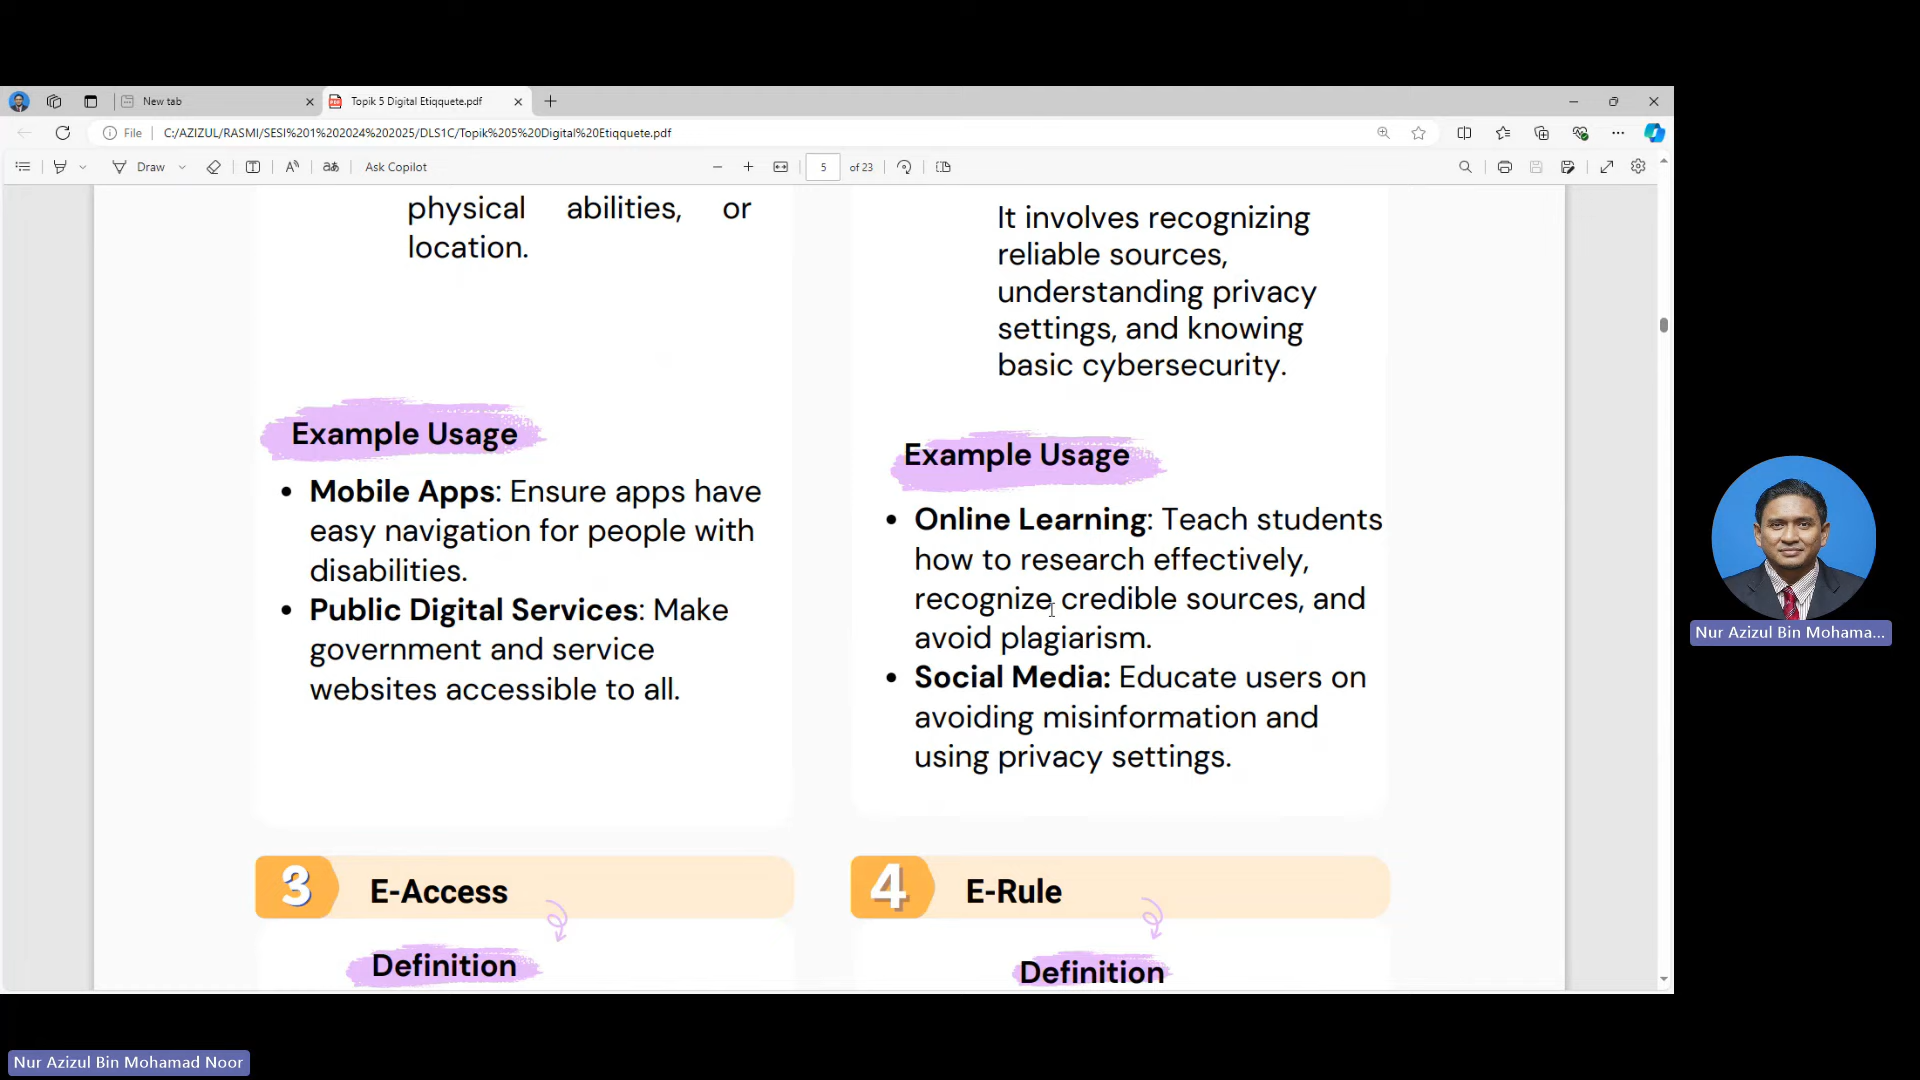 New tab
Topik 5 Digital Etiqquete.pdf
File
C:/AZIZUL/RASMI/SESI%201%202024%202025/DLS1C/Topik%205%20Digital%20Etiqquete.pdf
Draw
Ask Copilot
5
of 23
physical abilities, or
location.
Example Usage
Mobile Apps: Ensure apps have
easy navigation for people with
disabilities.
Public Digital Services: Make
government and service
websites accessible to all.
It involves recognizing
reliable sources,
understanding privacy
settings, and knowing
basic cybersecurity.
Example Usage
Online Learning: Teach students
how to research effectively,
recognize credible sources, and
avoid plagiarism.
Social Media: Educate users on
avoiding misinformation and
using privacy settings.
3
E-Access
Definition
4
E-Rule
Definition
Nur Azizul Bin Mohama...
Nur Azizul Bin Mohamad Noor